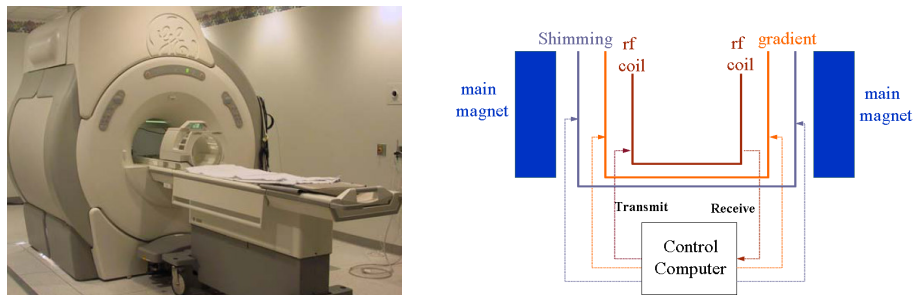 Shimming
rf
coil
rf
coil
gradient
main
magnet
main
magnet
Transmit
Receive
Control
Computer